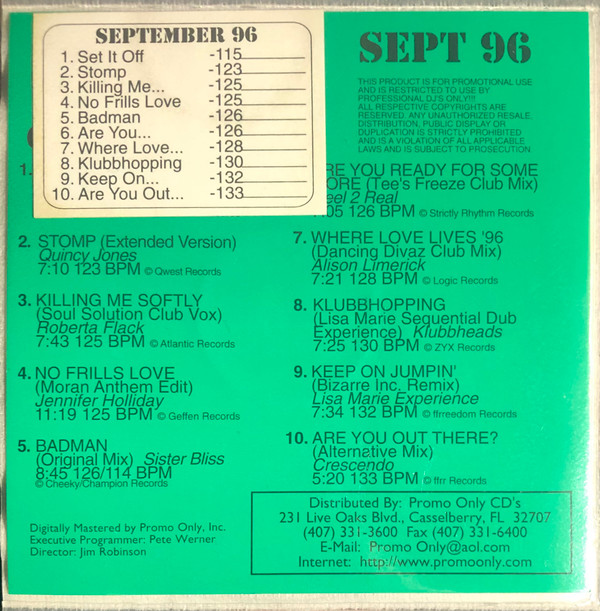 SEPTEMBER 96
1. Set It Off -115
2. Stomp -123
3. Killing Me... -125
4. No Frills Love -125
5. Badman -126
6. Are You... -126
7. Where Love... -128
8. Klubbhopping -130
9. Keep On... -132
10. Are You Out... -133
SEPT 96
THIS PRODUCT IS FOR PROMOTIONAL USE
AND IS RESTRICTED TO USE BY
PROFESSIONAL DJ'S ONLY!!!
ALL RESPECTIVE COPYRIGHTS ARE
RESERVED. ANY UNAUTHORIZED RESALE,
DISTRIBUTION, PUBLIC DISPLAY OR
DUPLICATION IS STRICTLY PROHIBITED
AND IS A VIOLATION OF ALL APPLICABLE
LAWS AND IS SUBJECT TO PROSECUTION.
1.
2. STOMP (Extended Version)
Quincy Jones
7:10 123 BPM © Qwest Records
3. KILLING ME SOFTLY
(Soul Solution Club Vox)
Roberta Flack
7:43 125 BPM © Atlantic Records
4. NO FRILLS LOVE
(Moran Anthem Edit)
Jennifer Holliday
11:19 125 BPM © Geffen Records
5. BADMAN
(Original Mix) Sister Bliss
8:45 126/114 BPM
© Cheeky/Champion Records
RE YOU READY FOR SOME
ORE (Tee's Freeze Club Mix)
eel 2 Real
:05 126 BPM © Strictly Rhythm Records
7. WHERE LOVE LIVES '96
(Dancing Divaz Club Mix)
Alison Limerick
7:21 128 BPM © Logic Records
8. KLUBBHOPPING
(Lisa Marie Sequential Dub
Experience) Klubbheads
7:25 130 BPM © ZYX Records
9. KEEP ON JUMPIN'
(Bizarre Inc. Remix)
Lisa Marie Experience
7:34 132 BPM © ffrreedom Records
10. ARE YOU OUT THERE?
(Alternative Mix)
Crescendo
5:20 133 BPM © ffrr Records
Digitally Mastered by Promo Only, Inc.
Executive Programmer: Pete Werner
Director: Jim Robinson
Distributed By: Promo Only CD's
231 Live Oaks Blvd., Casselberry, FL 32707
(407) 331-3600 Fax (407) 331-6400
E-Mail: Promo Only@aol.com
Internet: http://www.promoonly.com